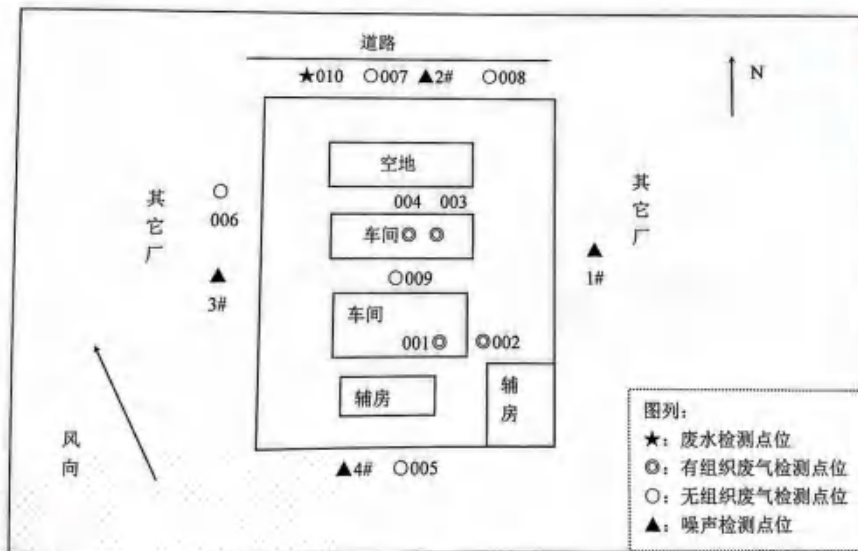 道路
★010 ○007 ▲2# ○008
N
空地
004 003
车间◎ ◎
○009
车间
001◎ ◎002
辅房
辅房
其它厂
○
006
▲
3#
其它厂
▲
1#
风向
▲4# ○005
图列：
★：废水检测点位
◎：有组织废气检测点位
○：无组织废气检测点位
▲：噪声检测点位